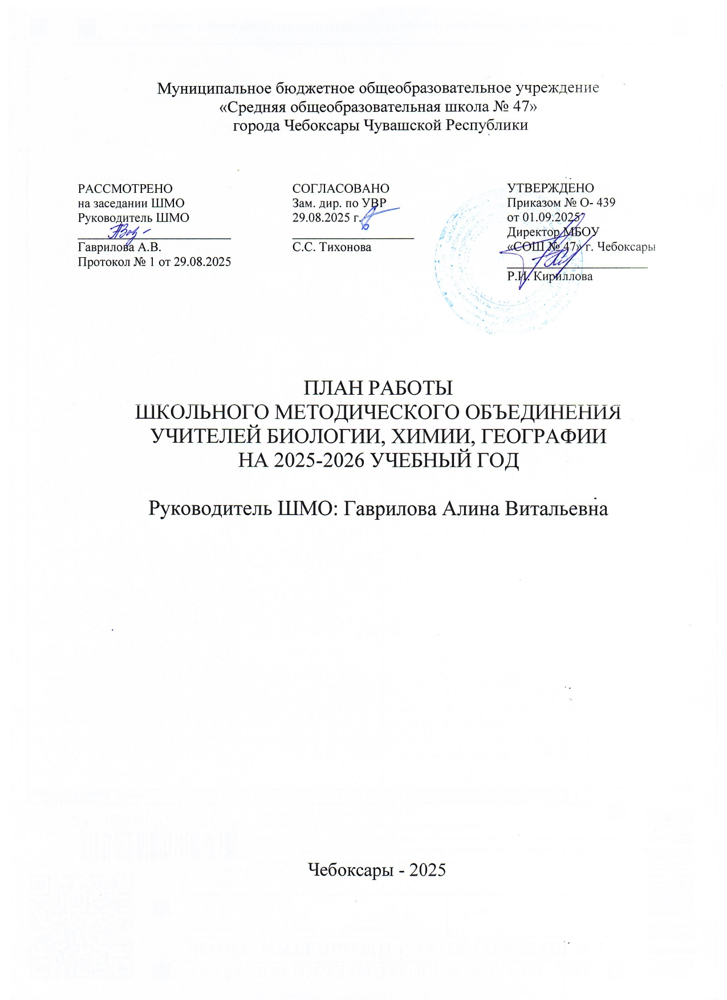 Муниципальное бюджетное общеобразовательное учреждение
«Средняя общеобразовательная школа № 47»
города Чебоксары Чувашской Республики
РАССМОТРЕНО
на заседании ШМО
Руководитель ШМО
Гаврилова А.В.
Протокол № 1 от 29.08.2025
СОГЛАСОВАНО
Зам. дир. по УВР
29.08.2025 г.
С.С. Тихонова
УТВЕРЖДЕНО
Приказом № О- 439
от 01.09.2025
Директор МБОУ
«СОШ № 47» г. Чебоксары
Р.И. Кириллова
ПЛАН РАБОТЫ
ШКОЛЬНОГО МЕТОДИЧЕСКОГО ОБЪЕДИНЕНИЯ
УЧИТЕЛЕЙ БИОЛОГИИ, ХИМИИ, ГЕОГРАФИИ
НА 2025-2026 УЧЕБНЫЙ ГОД
Руководитель ШМО: Гаврилова Алина Витальевна
Чебоксары - 2025